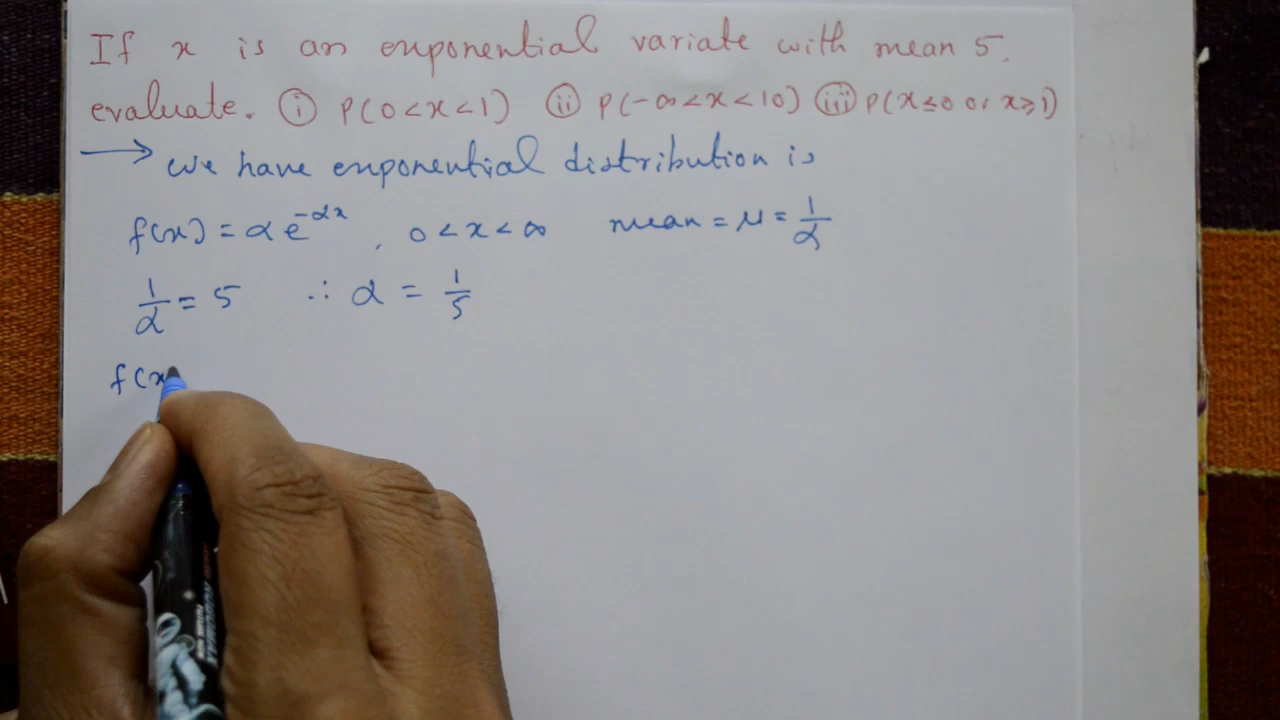 If x is an exponential variate with mean 5.
evaluate. (i) P(0<x<1) (ii) P(-∞<x<10) (iii) P(x≤0 or x≥1)
→ we have exponential distribution is
f(x) = α e^{-αx} , 0<x<∞ mean = μ = 1/α
1/α = 5 ∴ α = 1/5
f(x